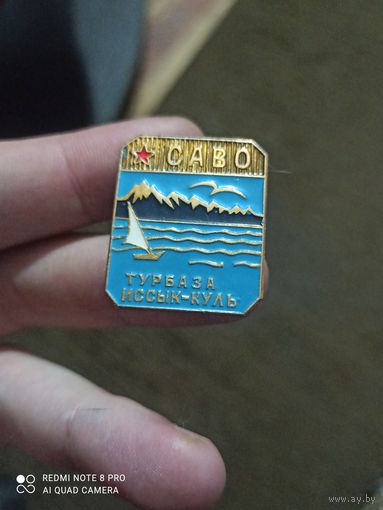 САВО
ТУРБАЗА
ИССЫК-КУЛЬ
REDMI NOTE 8 PRO
AI QUAD CAMERA
www.ay.by